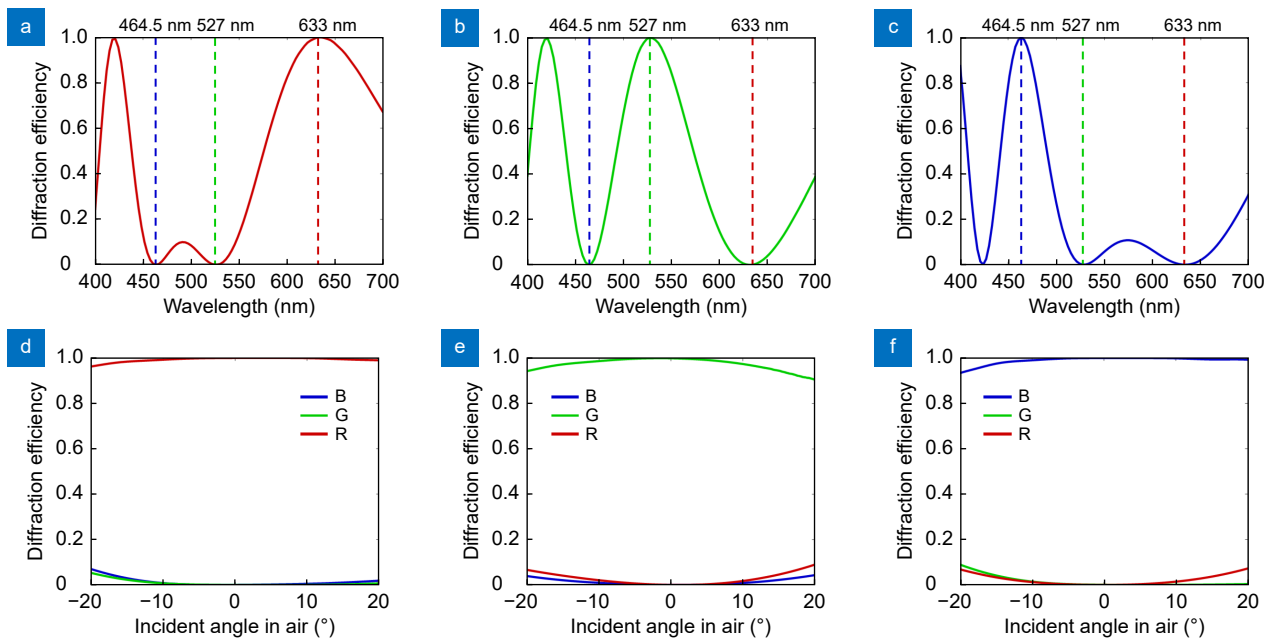 a
464.5 nm 527 nm 633 nm
1.0
0.8
0.6
0.4
0.2
0
Diffraction efficiency
400 450 500 550 600 650 700
Wavelength (nm)
b
464.5 nm 527 nm 633 nm
1.0
0.8
0.6
0.4
0.2
0
Diffraction efficiency
400 450 500 550 600 650 700
Wavelength (nm)
c
464.5 nm 527 nm 633 nm
1.0
0.8
0.6
0.4
0.2
0
Diffraction efficiency
400 450 500 550 600 650 700
Wavelength (nm)
d
1.0
0.8
0.6
0.4
0.2
0
Diffraction efficiency
B
G
R
−20 −10 0 10 20
Incident angle in air (°)
e
1.0
0.8
0.6
0.4
0.2
0
Diffraction efficiency
B
G
R
−20 −10 0 10 20
Incident angle in air (°)
f
1.0
0.8
0.6
0.4
0.2
0
Diffraction efficiency
B
G
R
−20 −10 0 10 20
Incident angle in air (°)